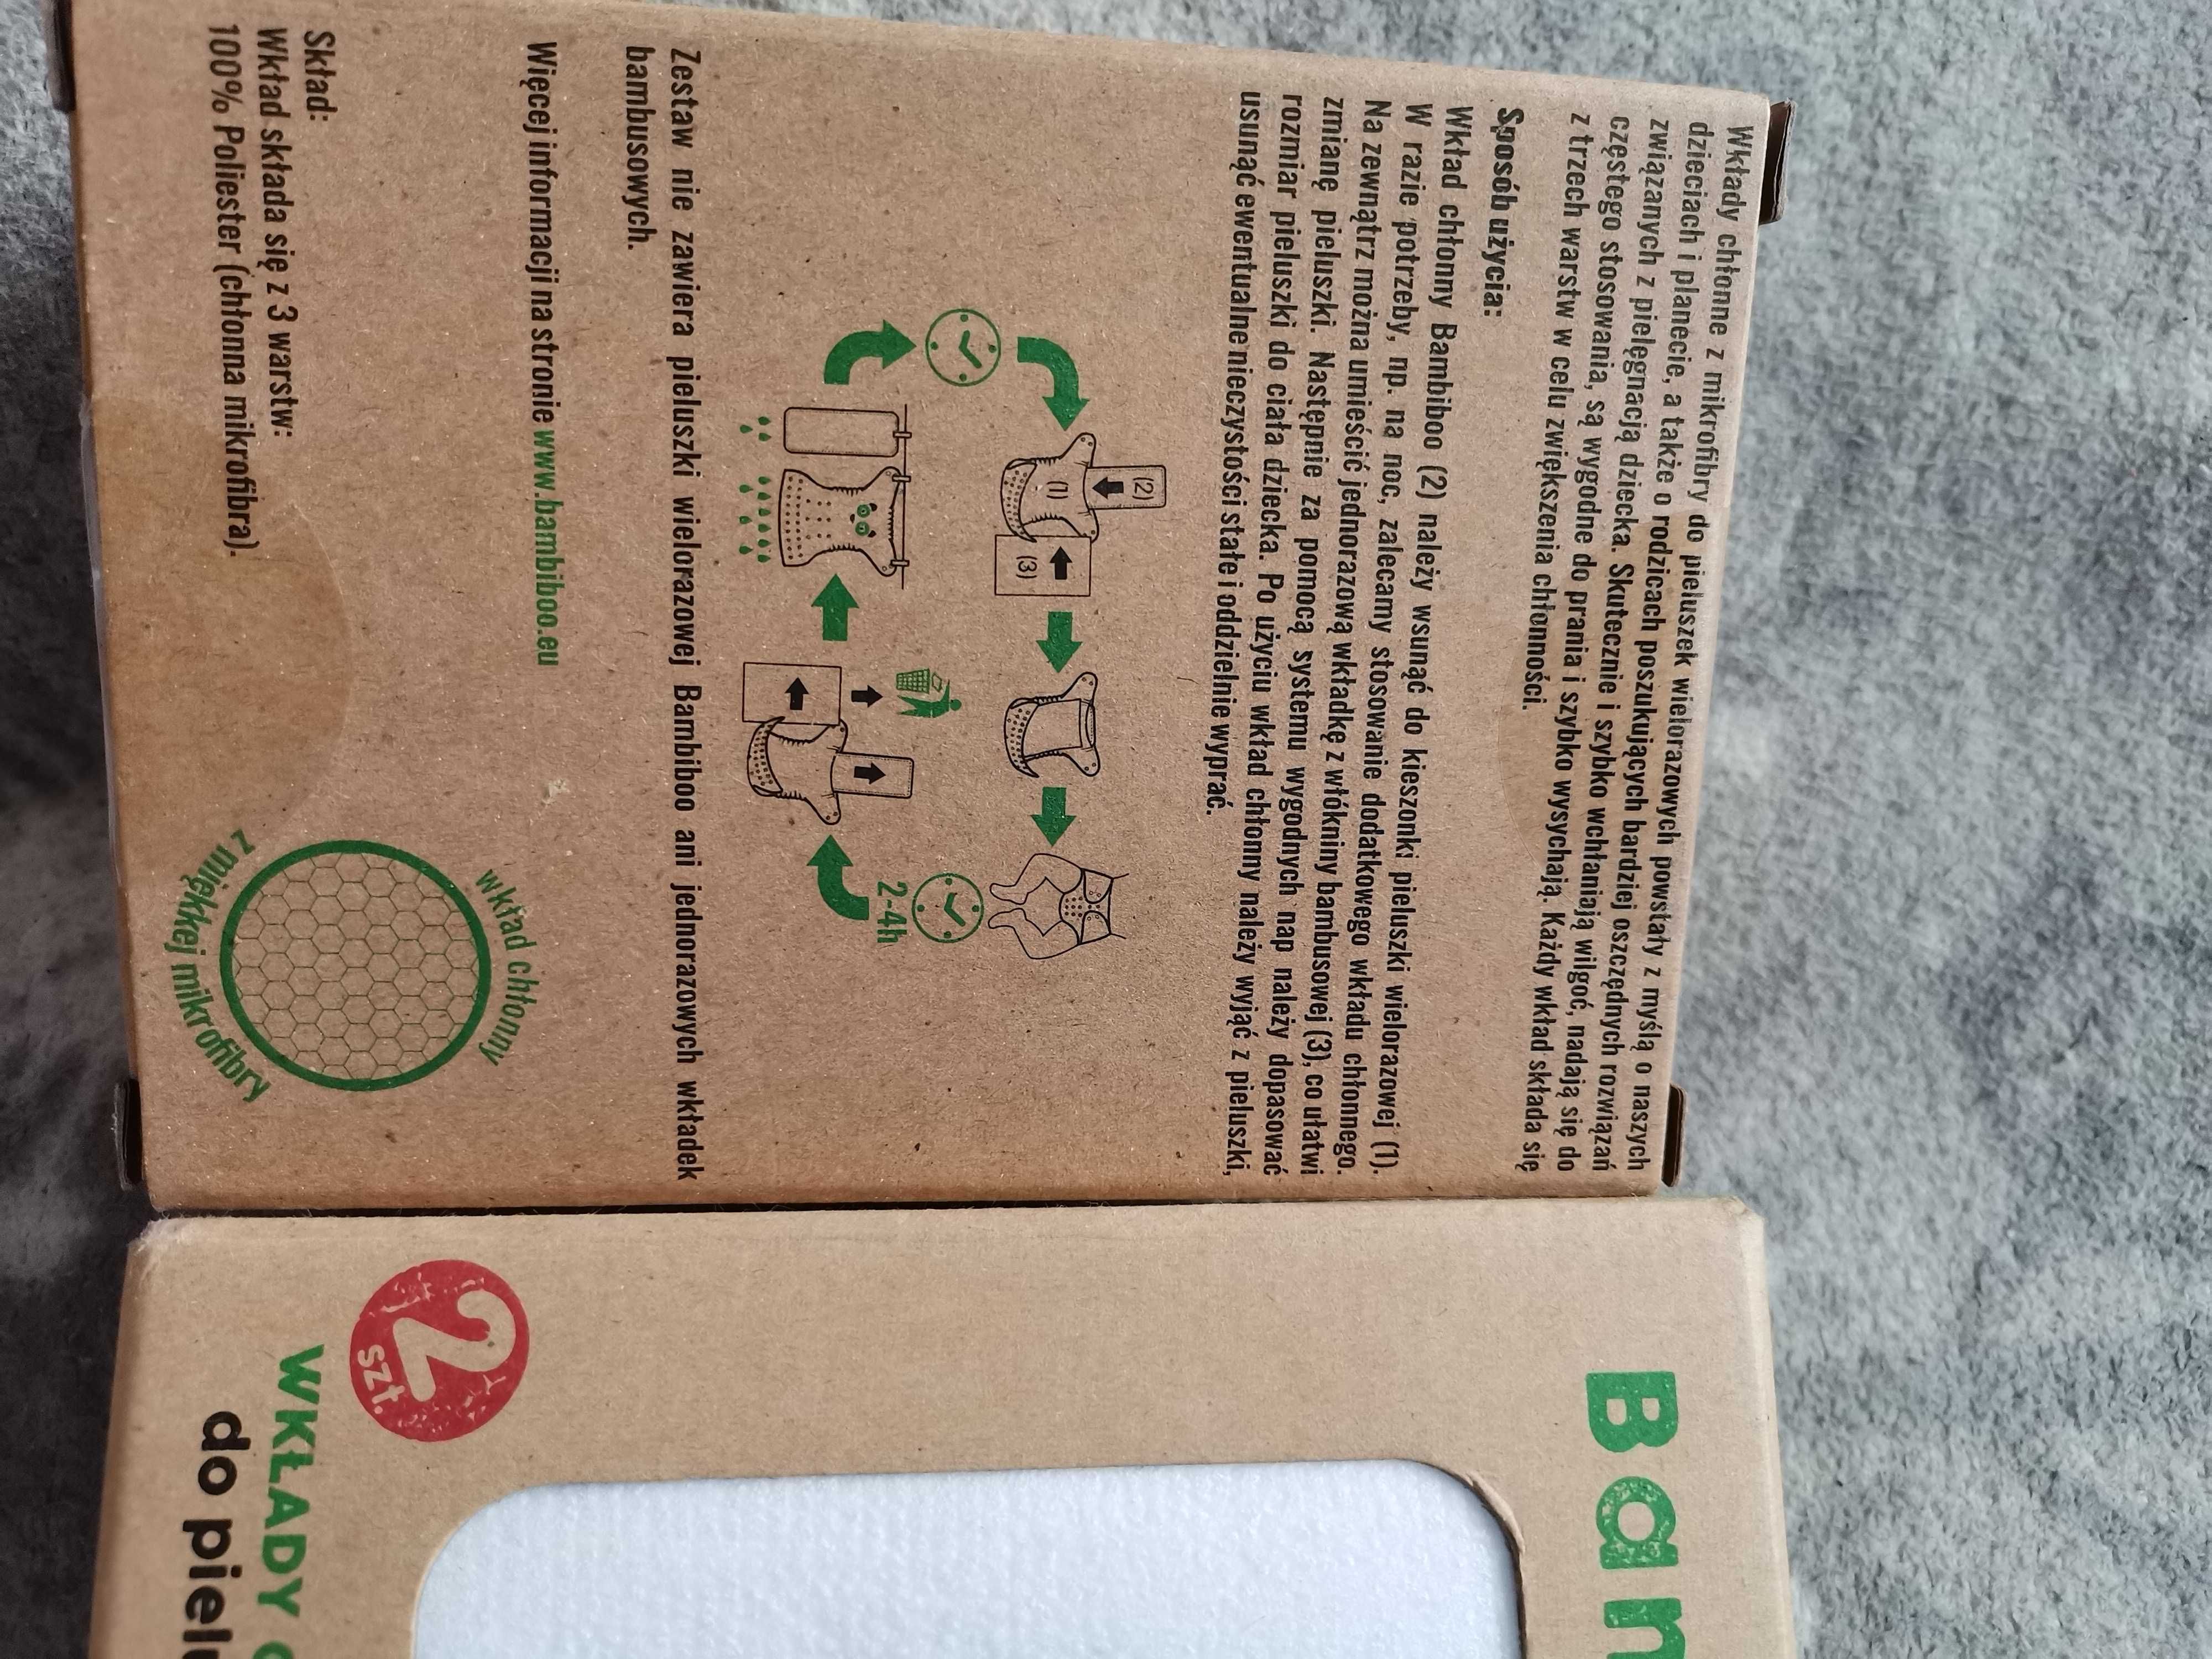 Wkłady chłonne z mikrofibry do pieluszek wielorazowych powstały z myślą o naszych
dzieciach i planecie, a także o rodzicach poszukujących bardziej oszczędnych rozwiązań
związanych z pielęgnacją dziecka. Skutecznie i szybko wchłaniają wilgoć, nadają się do
częstego stosowania, są wygodne do prania i szybko wysychają. Każdy wkład składa się
z trzech warstw w celu zwiększenia chłonności.
Sposób użycia:
Wkład chłonny Bambiboo (2) należy wsunąć do kieszonki pieluszki wielorazowej (1).
W razie potrzeby, np. na noc, zalecamy stosowanie dodatkowego wkładu chłonnego.
Na zewnątrz można umieścić jednorazową wkładkę z włókniny bambusowej (3), co ułatwi
zmianę pieluszki. Następnie za pomocą systemu wygodnych nap należy dopasować
rozmiar pieluszki do ciała dziecka. Po użyciu wkład chłonny należy wyjąć z pieluszki,
usunąć ewentualne nieczystości stałe i oddzielnie wyprać.
(2)
(1)
(3)
2-4h
Zestaw nie zawiera pieluszki wielorazowej Bambiboo ani jednorazowych wkładek
bambusowych.
Więcej informacji na stronie www.bambiboo.eu
wkład chłonny
z miękkiej mikrofibry
Skład:
Wkład składa się z 3 warstw:
100% Poliester (chłonna mikrofibra).
Bam
2
szt.
WKŁADY
do pielu